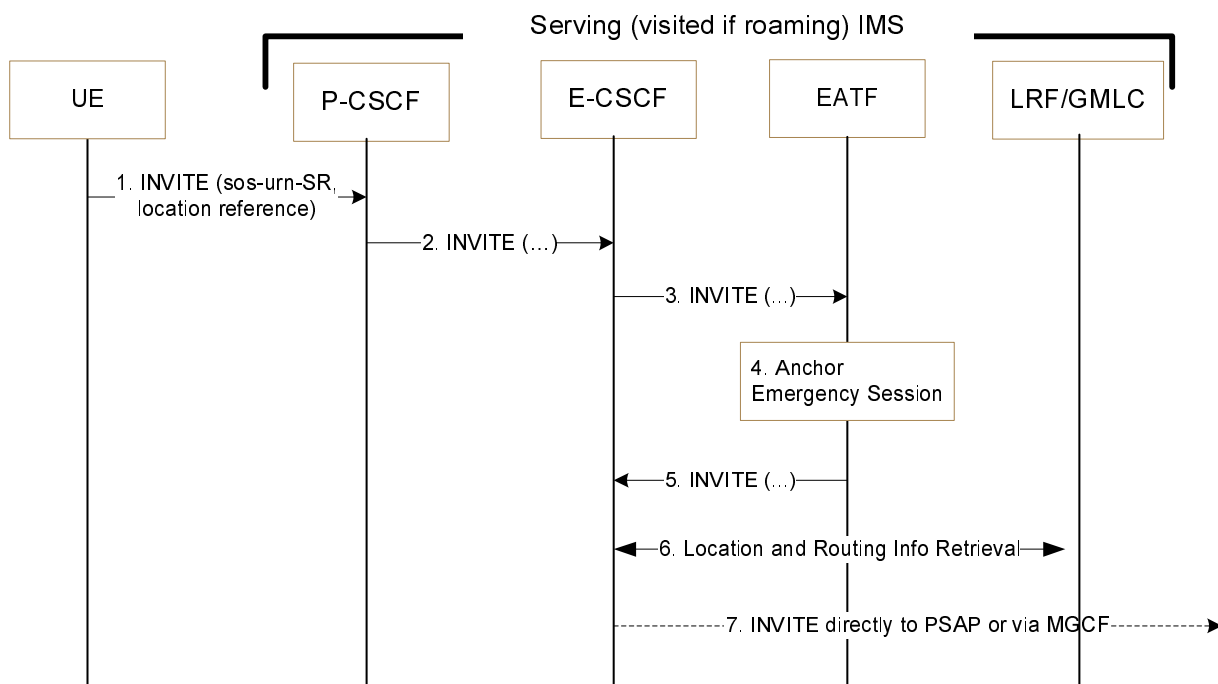 Serving (visited if roaming) IMS
UE
P-CSCF
E-CSCF
EATF
LRF/GMLC
1. INVITE (sos-urn-SR,
location reference)
2. INVITE (...)
3. INVITE (...)
4. Anchor
Emergency Session
5. INVITE (...)
6. Location and Routing Info Retrieval
7. INVITE directly to PSAP or via MGCF